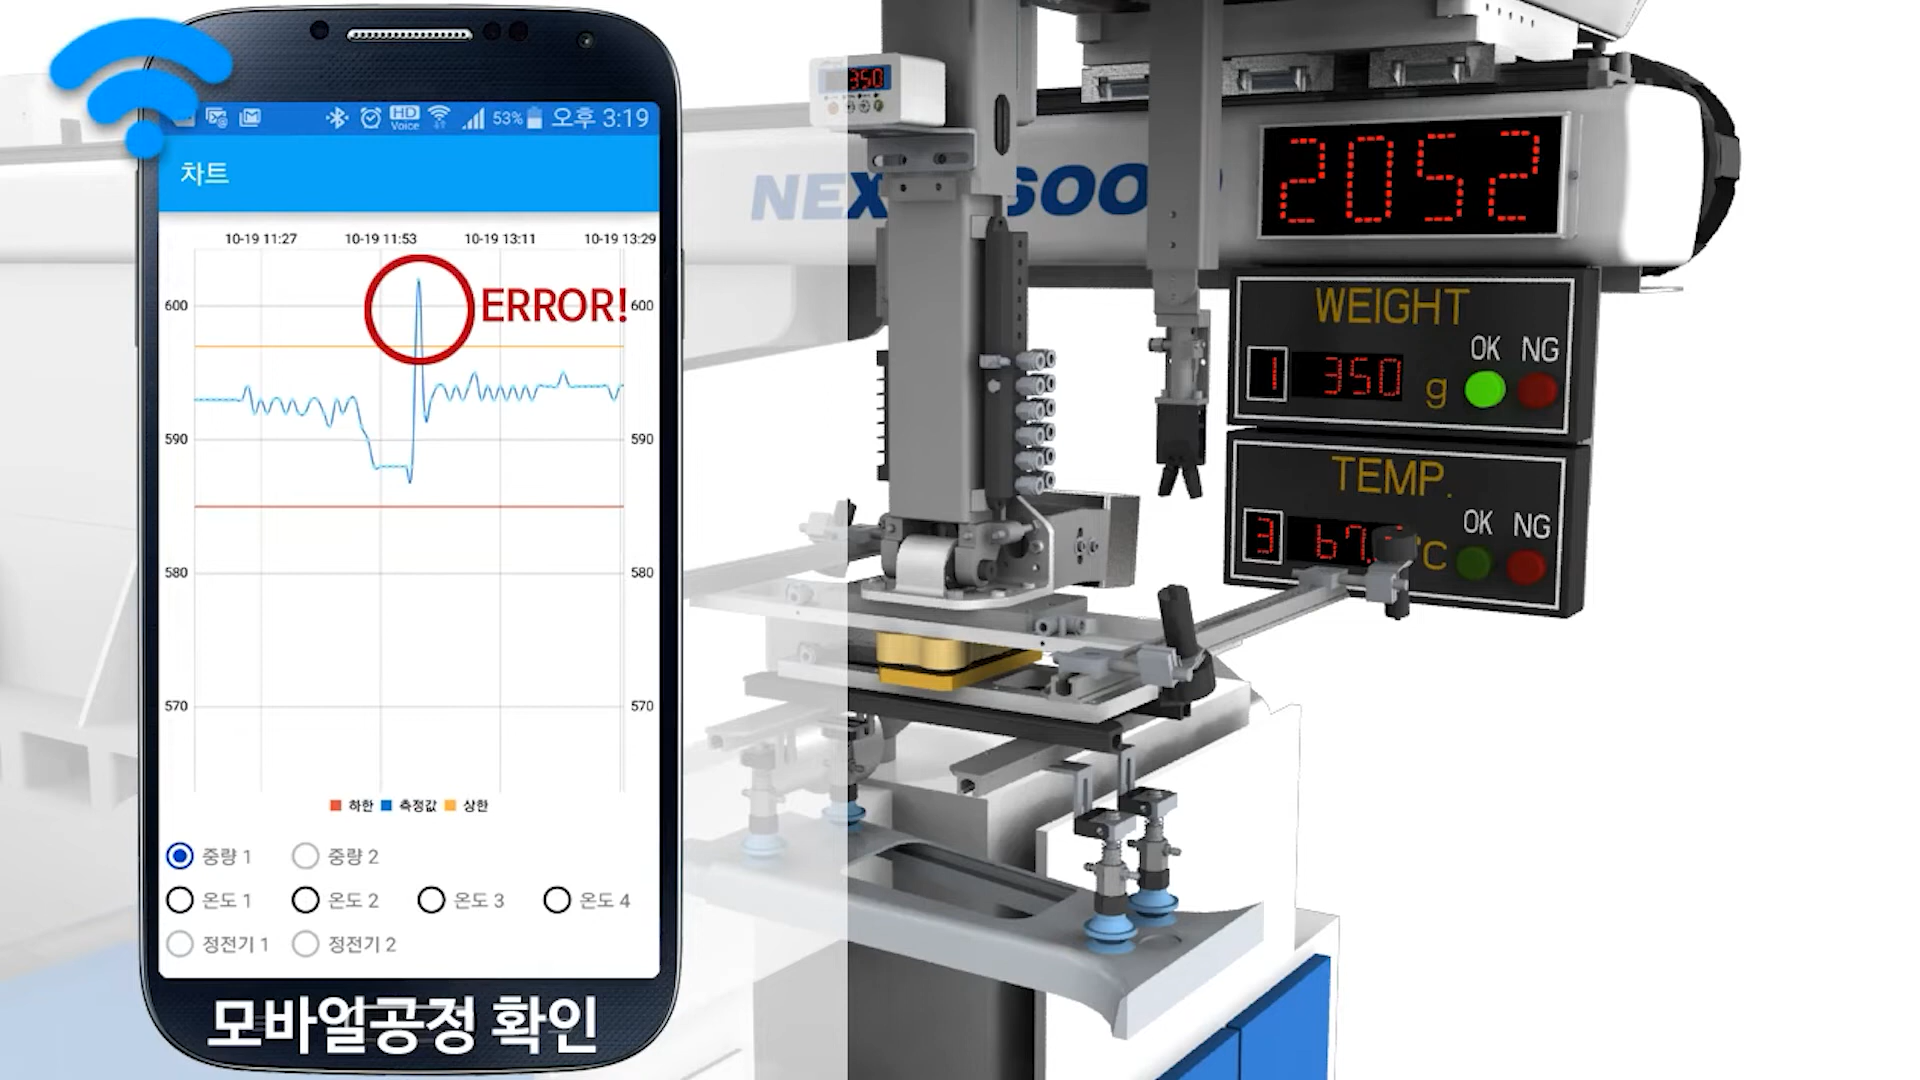 HD
Voice
53%
오후 3:19
차트
10-19 11:27
10-19 11:53
10-19 13:11
10-19 13:29
600
ERROR!
600
590
590
580
580
570
570
하한
측정값
상한
중량 1
중량 2
온도 1
온도 2
온도 3
온도 4
정전기 1
정전기 2
모바일공정 확인
350
2052
WEIGHT
OK NG
1 350 g
TEMP.
OK NG
3 67. °C